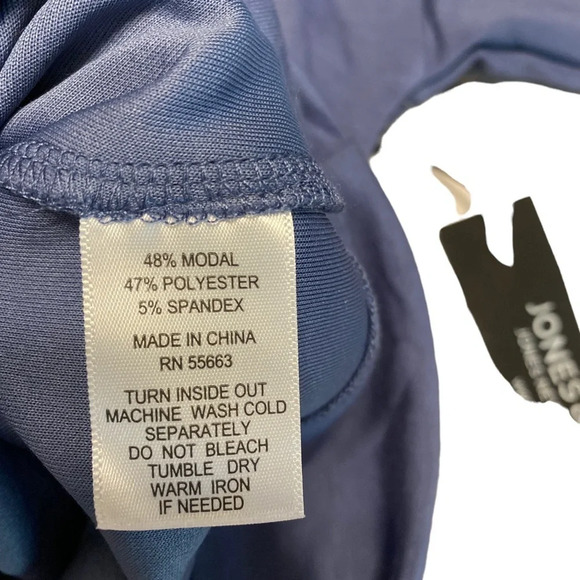 48% MODAL
47% POLYESTER
5% SPANDEX
MADE IN CHINA
RN 55663
TURN INSIDE OUT
MACHINE WASH COLD
SEPARATELY
DO NOT BLEACH
TUMBLE DRY
WARM IRON
IF NEEDED
JONES